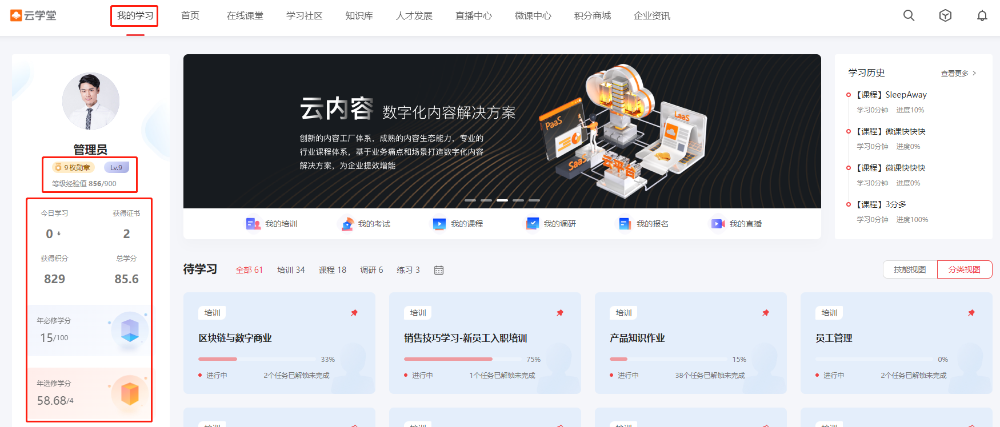 云学堂
我的学习
首页
在线课堂
学习社区
知识库
人才发展
直播中心
微课中心
积分商城
企业资讯
管理员
9枚勋章
Lv.9
等级经验值 856/900
今日学习
获得证书
0
2
获得积分
总学分
829
85.6
年必修学分
15/100
年选修学分
58.68/4
云内容 数字化内容解决方案
创新的内容工厂体系，成熟的内容生态能力，专业的
行业课程体系，基于业务痛点和场景打造数字化内容
解决方案，为企业提效增能
PaaS
LaaS
SaaS
云平台
我的培训
我的考试
我的课程
我的调研
我的报名
我的直播
学习历史
查看更多
【课程】SleepAway
学习0分钟 进度10%
【课程】微课快快快
学习0分钟 进度0%
【课程】微课快快快
学习0分钟 进度0%
【课程】3分多
学习0分钟 进度100%
待学习
全部 61
培训 34
课程 18
调研 6
练习 3
技能视图
分类视图
培训
区块链与数字商业
33%
进行中
2个任务已解锁未完成
培训
销售技巧学习-新员工入职培训
75%
进行中
1个任务已解锁未完成
培训
产品知识作业
15%
进行中
38个任务已解锁未完成
培训
员工管理
0%
进行中
2个任务已解锁未完成